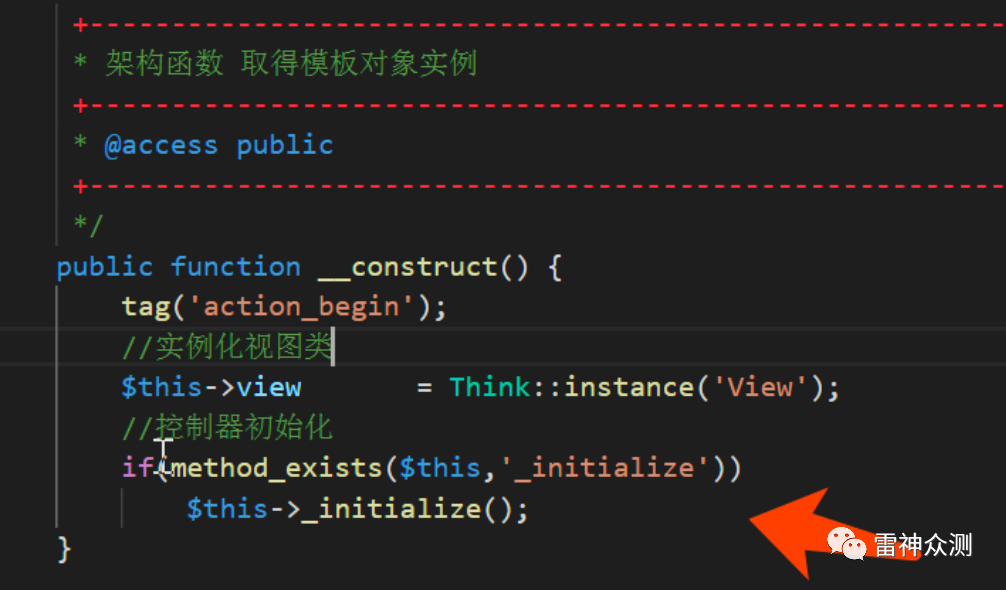 +----------------------------------------------------------
* 架构函数 取得模板对象实例
+----------------------------------------------------------
* @access public
+----------------------------------------------------------
*/
public function __construct() {
tag('action_begin');
//实例化视图类
$this->view       = Think::instance('View');
//控制器初始化
if(method_exists($this,'_initialize'))
$this->_initialize();
}
雷神众测